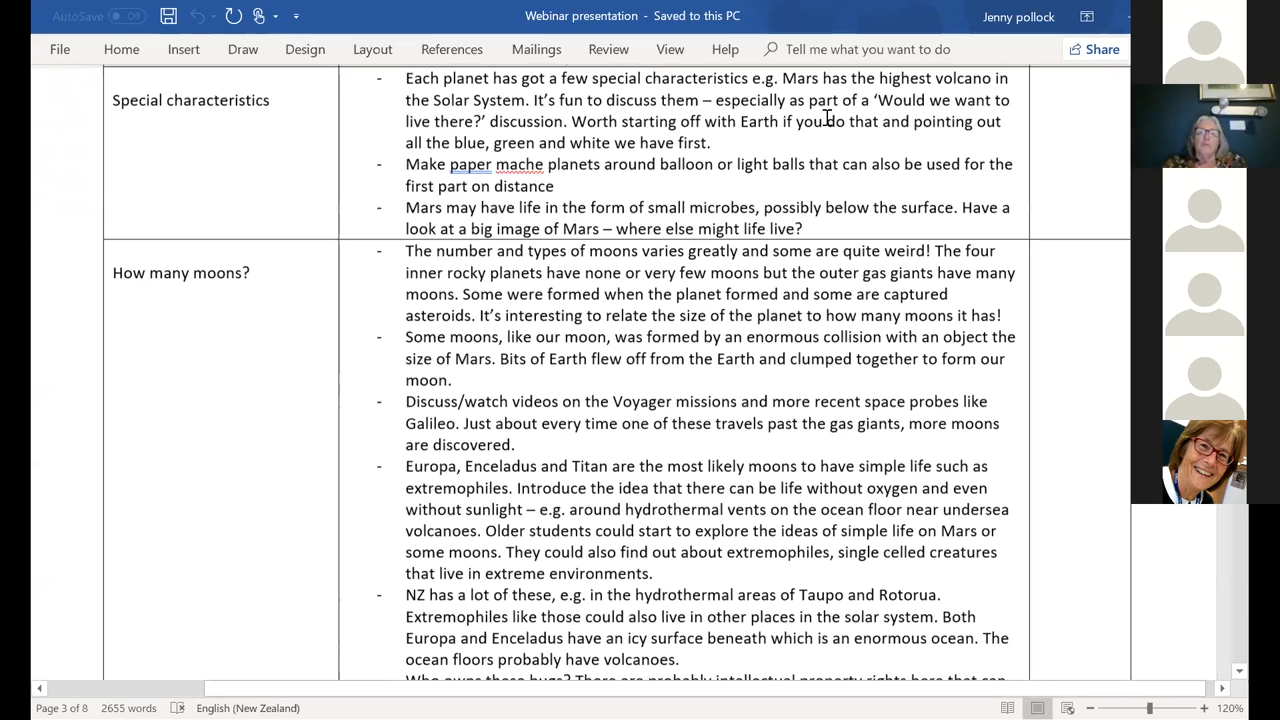 AutoSave Off
Webinar presentation - Saved to this PC
Jenny pollock
File Home Insert Draw Design Layout References Mailings Review View Help Tell me what you want to do Share
Special characteristics
- Each planet has got a few special characteristics e.g. Mars has the highest volcano in
the Solar System. It's fun to discuss them – especially as part of a 'Would we want to
live there?' discussion. Worth starting off with Earth if you do that and pointing out
all the blue, green and white we have first.
- Make paper mache planets around balloon or light balls that can also be used for the
first part on distance
- Mars may have life in the form of small microbes, possibly below the surface. Have a
look at a big image of Mars – where else might life live?
How many moons?
- The number and types of moons varies greatly and some are quite weird! The four
inner rocky planets have none or very few moons but the outer gas giants have many
moons. Some were formed when the planet formed and some are captured
asteroids. It's interesting to relate the size of the planet to how many moons it has!
- Some moons, like our moon, was formed by an enormous collision with an object the
size of Mars. Bits of Earth flew off from the Earth and clumped together to form our
moon.
- Discuss/watch videos on the Voyager missions and more recent space probes like
Galileo. Just about every time one of these travels past the gas giants, more moons
are discovered.
- Europa, Enceladus and Titan are the most likely moons to have simple life such as
extremophiles. Introduce the idea that there can be life without oxygen and even
without sunlight – e.g. around hydrothermal vents on the ocean floor near undersea
volcanoes. Older students could start to explore the ideas of simple life on Mars or
some moons. They could also find out about extremophiles, single celled creatures
that live in extreme environments.
- NZ has a lot of these, e.g. in the hydrothermal areas of Taupo and Rotorua.
Extremophiles like those could also live in other places in the solar system. Both
Europa and Enceladus have an icy surface beneath which is an enormous ocean. The
ocean floors probably have volcanoes.
Who owns these bugs? There are probably intellectual property rights here that can
Page 3 of 8 2655 words English (New Zealand) 120%